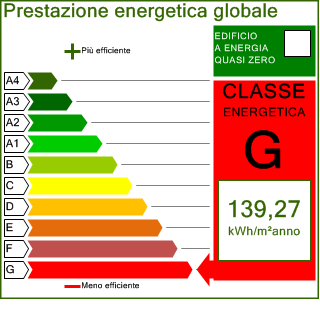 Prestazione energetica globale
Più efficiente
EDIFICIO
A ENERGIA
QUASI ZERO
A4
A3
A2
A1
B
C
D
E
F
G
Meno efficiente
CLASSE
ENERGETICA
G
139,27
kWh/m²anno